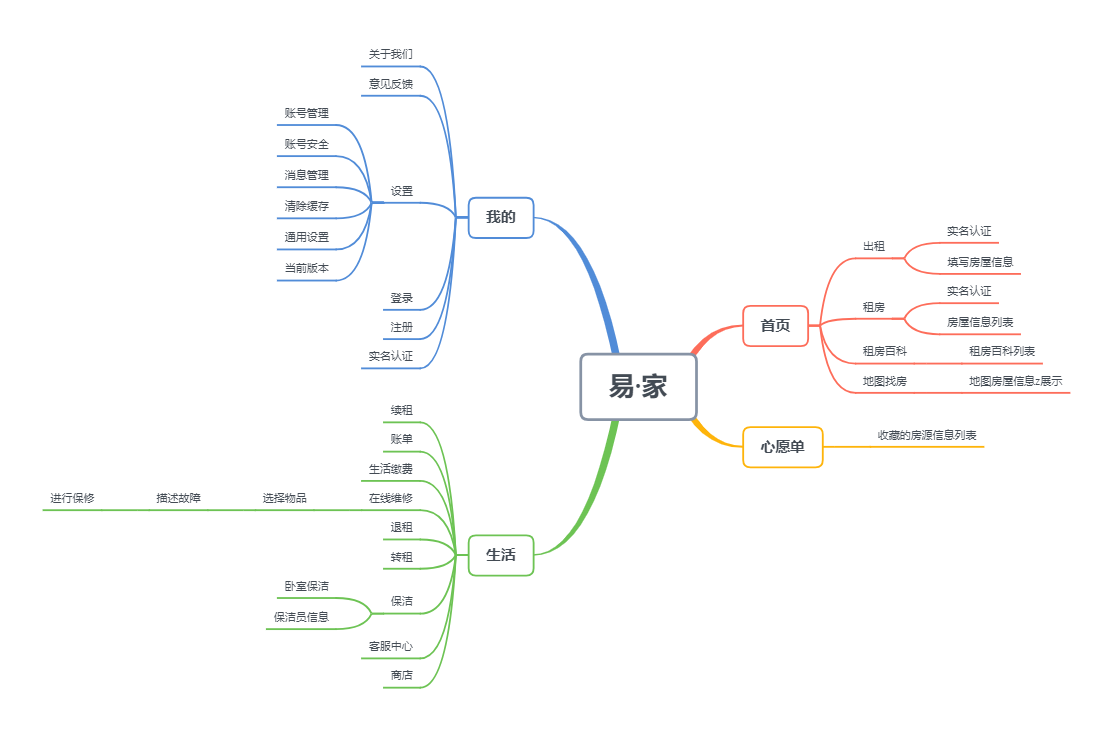 易·家
首页
出租
实名认证
填写房屋信息
租房
实名认证
房屋信息列表
租房百科
租房百科列表
地图找房
地图房屋信息z展示
心愿单
收藏的房源信息列表
我的
关于我们
意见反馈
设置
账号管理
账号安全
消息管理
清除缓存
通用设置
当前版本
登录
注册
实名认证
生活
续租
账单
生活缴费
在线维修
选择物品
描述故障
进行保修
退租
转租
保洁
卧室保洁
保洁员信息
客服中心
商店